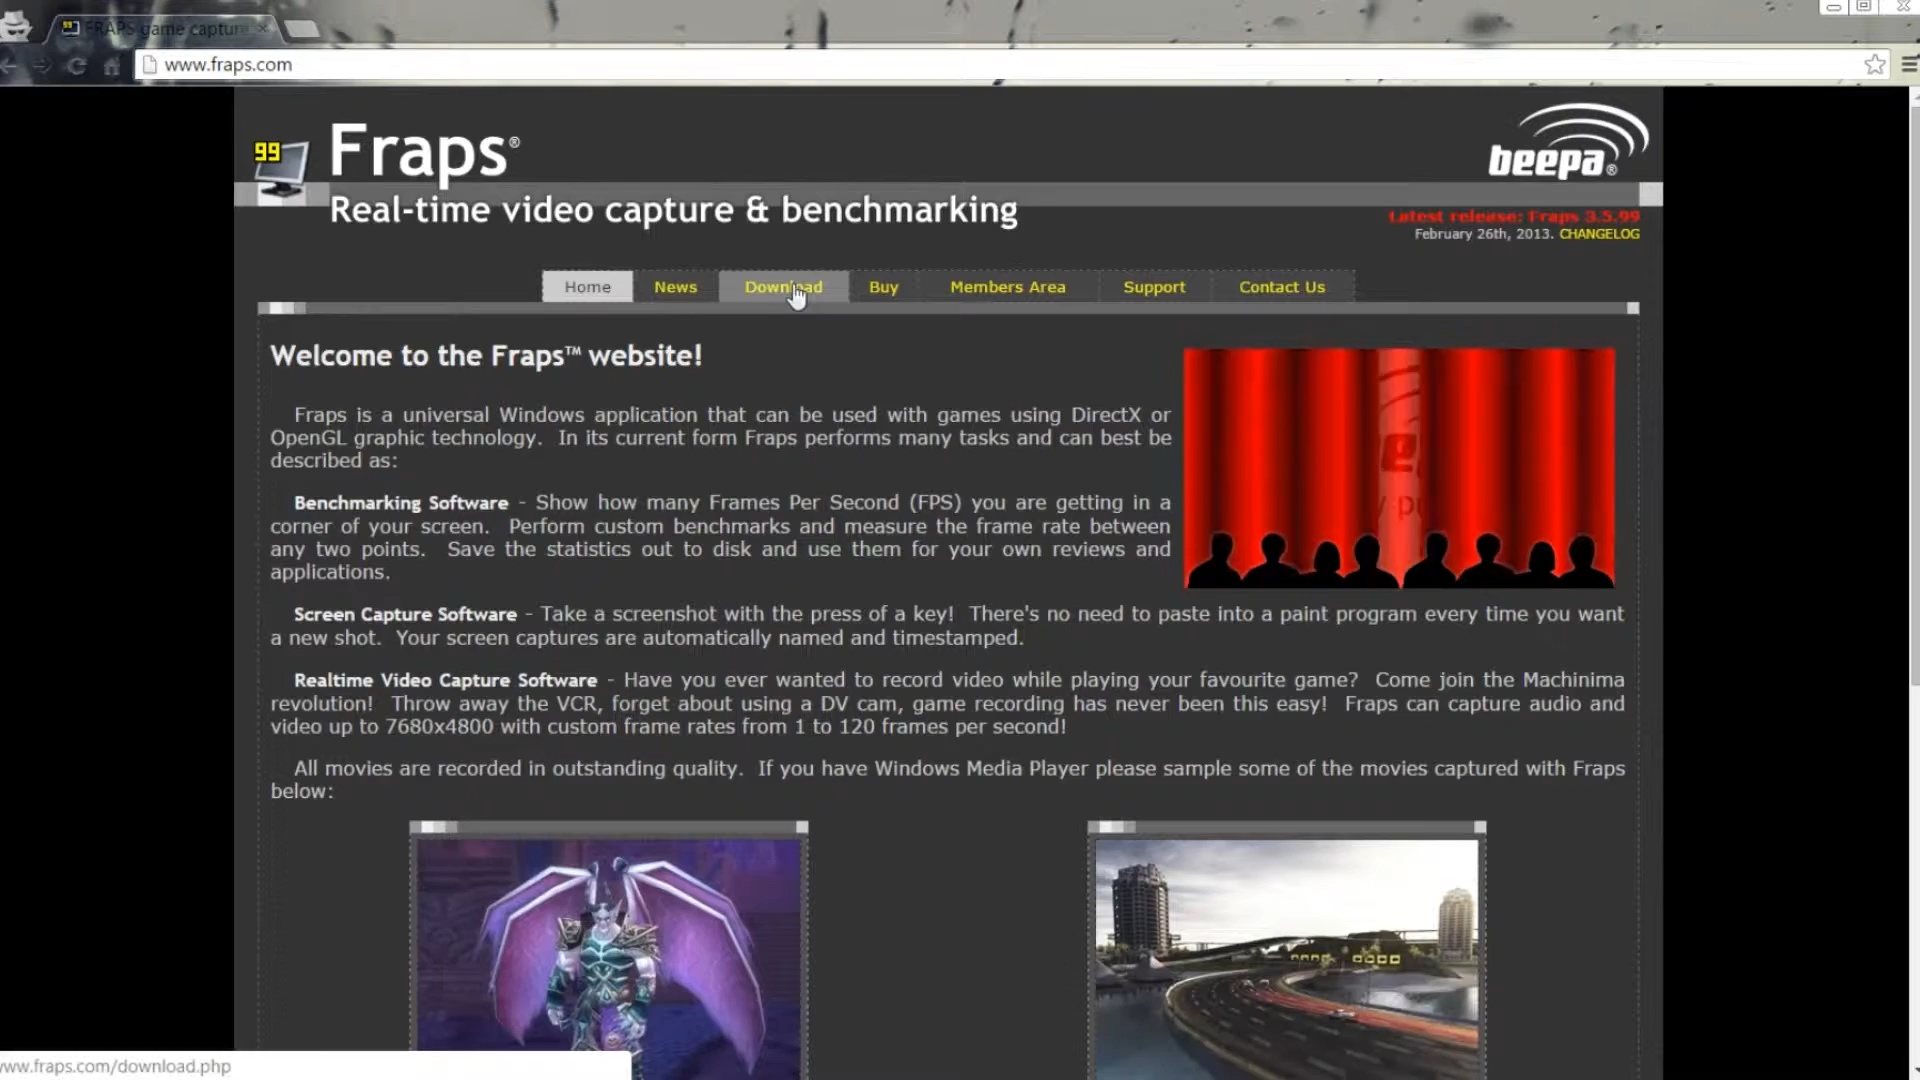 FRAPS game capture
www.fraps.com
99
Fraps®
beepa®
Real-time video capture & benchmarking
Latest release: Fraps 3.5.99
February 26th, 2013. CHANGELOG
Home News Download Buy Members Area Support Contact Us
Welcome to the Fraps™ website!
Fraps is a universal Windows application that can be used with games using DirectX or
OpenGL graphic technology. In its current form Fraps performs many tasks and can best be
described as:
Benchmarking Software - Show how many Frames Per Second (FPS) you are getting in a
corner of your screen. Perform custom benchmarks and measure the frame rate between
any two points. Save the statistics out to disk and use them for your own reviews and
applications.
Screen Capture Software - Take a screenshot with the press of a key! There's no need to paste into a paint program every time you want
a new shot. Your screen captures are automatically named and timestamped.
Realtime Video Capture Software - Have you ever wanted to record video while playing your favourite game? Come join the Machinima
revolution! Throw away the VCR, forget about using a DV cam, game recording has never been this easy! Fraps can capture audio and
video up to 7680x4800 with custom frame rates from 1 to 120 frames per second!
All movies are recorded in outstanding quality. If you have Windows Media Player please sample some of the movies captured with Fraps
below:
www.fraps.com/download.php